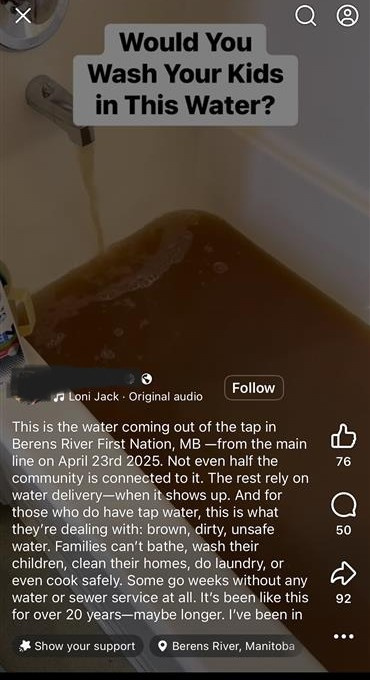 Would You
Wash Your Kids
in This Water?
Loni Jack · Original audio
Follow
This is the water coming out of the tap in
Berens River First Nation, MB —from the main
line on April 23rd 2025. Not even half the
community is connected to it. The rest rely on
water delivery—when it shows up. And for
those who do have tap water, this is what
they're dealing with: brown, dirty, unsafe
water. Families can't bathe, wash their
children, clean their homes, do laundry, or
even cook safely. Some go weeks without any
water or sewer service at all. It's been like this
for over 20 years—maybe longer. I've been in
76
50
92
Show your support
Berens River, Manitoba